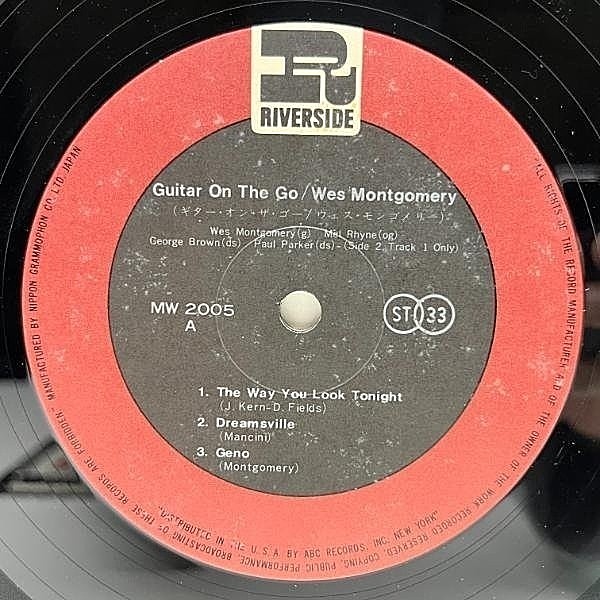 RIVERSIDE
Guitar On The Go/Wes Montgomery
(ギター・オン・ザ・ゴー/ウェス・モンゴメリー)
Wes Montgomery(g) Mel Rhyne(og)
George Brown(ds) Paul Parker(ds)-(Side 2, Track 1 Only)
MW 2005
A
ST 33
1. The Way You Look Tonight
(J. Kern-D. Fields)
2. Dreamsville
(Mancini)
3. Geno
(Montgomery)
MANUFACTURED BY NIPPON GRAMMOPHON CO. LTD. JAPAN
"ALL RIGHTS OF THE RECORD MANUFACTURER AND OF THE OWNER OF THE WORK RECORDED RESERVED. COPYING, PUBLIC PERFORMANCE, BROADCASTING OF THESE RECORDS ARE FORBIDDEN"
"DISTRIBUTED IN THE U.S.A. BY ABC RECORDS, INC. NEW YORK"